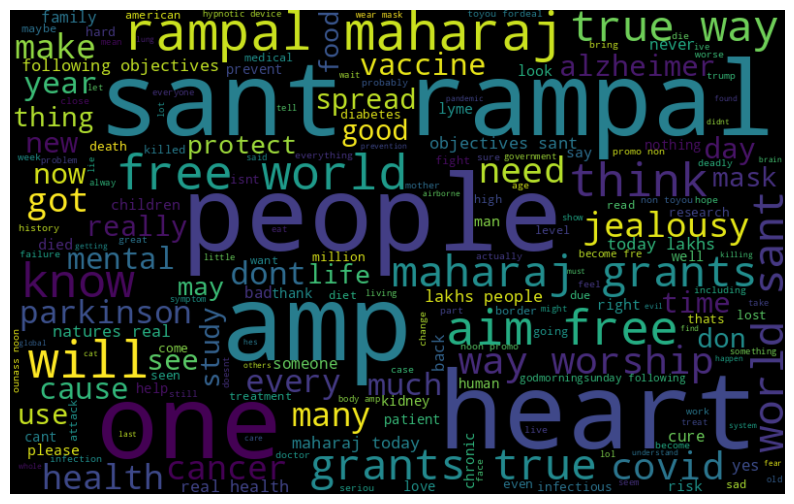 family
american
hypnotic device
wear mask
toyou fordeal
die
maybe
hard
rampal maharaj
food
true way
make
mean
lung
never
bring
ive
worse
following objectives
prevent
medical
vaccine
look
alzheimer
year
close
let
everyone
wait
probably
trump
sant rampal
spread
tell
pandemic
found
didnt
thing
lot
diabetes
lyme
death
good
objectives sant
nothing
day
new
week
killed
protect
prevention
say
promo non
deadly
problem
lie
said
everything
fight
sure
government
brain
now
alway
isnt
mother
age
free world
need
think
mask
airborne
non toyou
hope
got
history
children
high
man
show
read
research
people
eat
level
jealousy
really
failure
getting
great
little
million
actually
today lakhs
well
killing
died
want
become fre
must
including
mental
dont
life
maharaj grants
know
symptom
may
bad
thank
diet
living
lakhs people
due
feel
time
take
parkinson
change
part
border
right
evil
thats
lost
natures real
study
amp
might
going
find
aim free
don
world sant
global
come
hes
ounass noon
cat
others
someone
back
noon promo
something
will
see
seen
doesnt
way worship
happen
cause
every
much
case
human
godmorningsunday following
help
still
treatment
body amp
kidney
use
attack
one
many
patient
live
heart
work
treat
system
cant
last
care
maharaj today
cure
yes
please
infection
doctor
chronic
face
lol
become
understand
fear
health
cancer
grants true
covid
whole
real health
seriou
love
even
infectious
seem
risk
sad
old